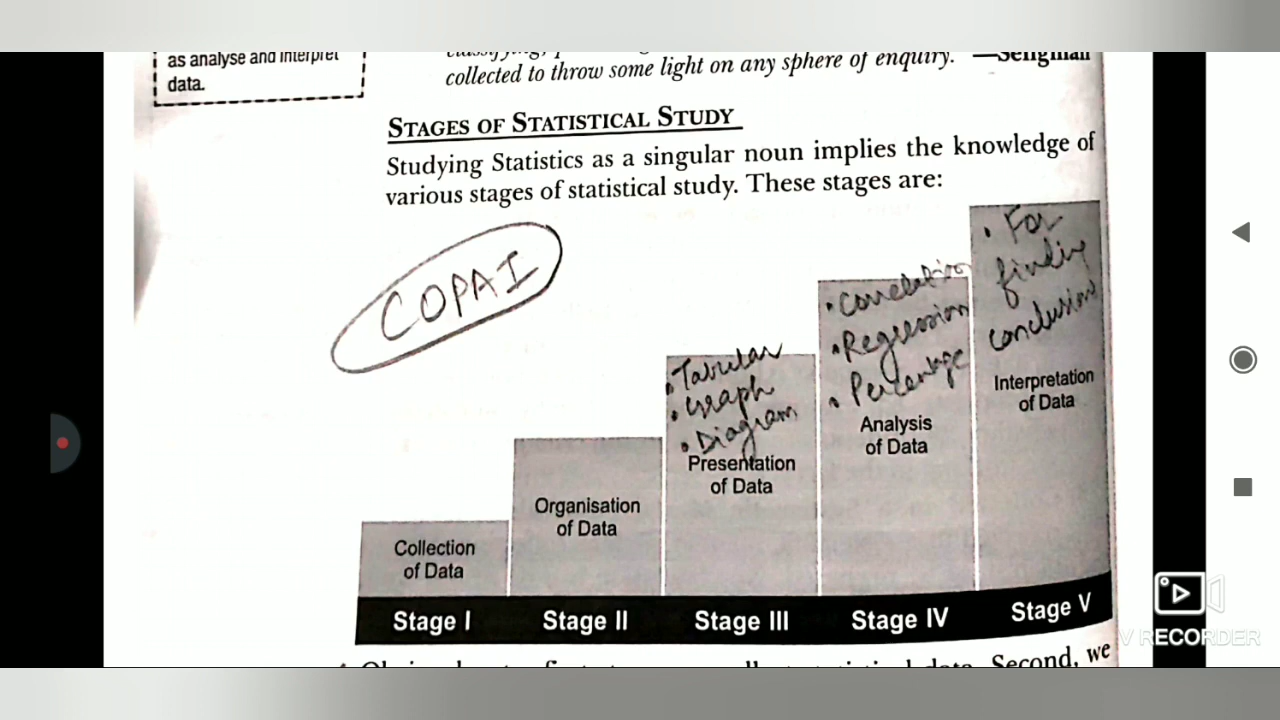 as analyse and interpret
data.
collected to throw some light on any sphere of enquiry. —Seligman
STAGES OF STATISTICAL STUDY
Studying Statistics as a singular noun implies the knowledge of
various stages of statistical study. These stages are:
COPAI
• For
finding
conclusions
Interpretation
of Data
• Correlation
• Regression
• Percentage
Analysis
of Data
• Tabular
• Graph
• Diagram
Presentation
of Data
Organisation
of Data
Collection
of Data
Stage I
Stage II
Stage III
Stage IV
Stage V
Second, we
V RECORDER